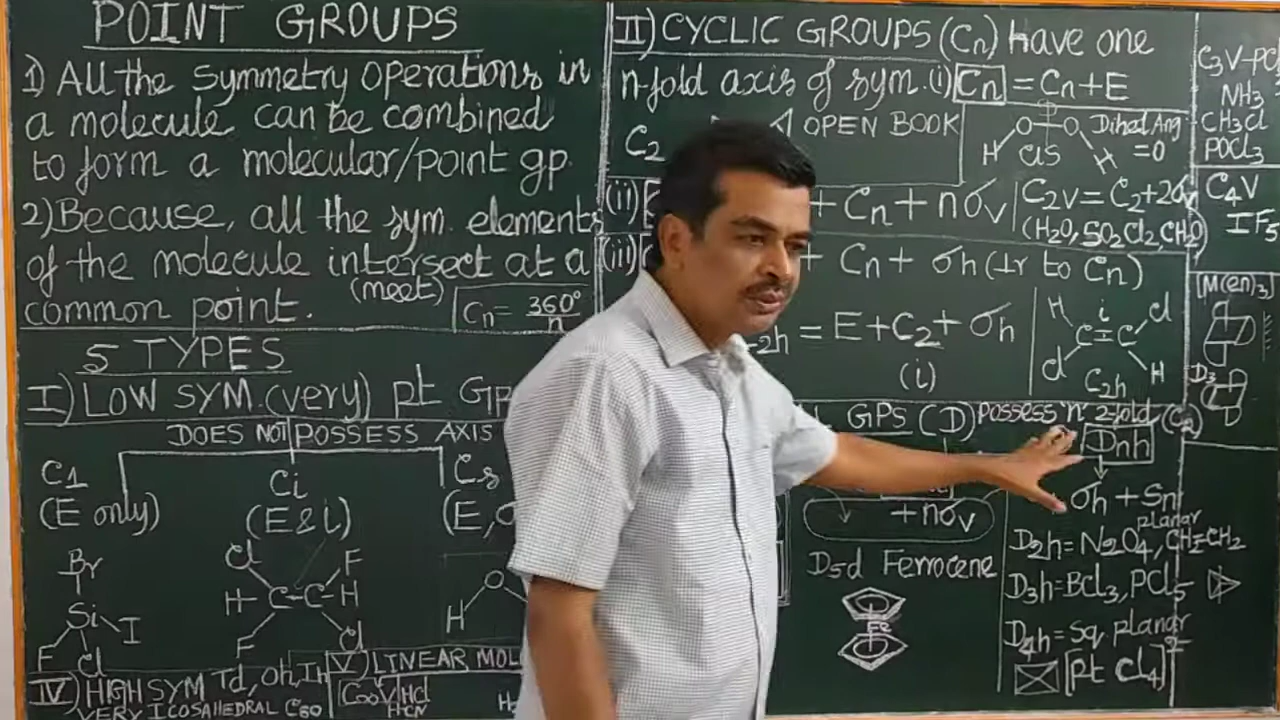 POINT GROUPS
1) All the symmetry operations in
a molecule can be combined
to form a molecular/point gp.
2) Because, all the sym. elements
of the molecule intersect at a
(meet)
common point. Cn = 360°/n
5 TYPES
I) LOW SYM. (very) pt GP
DOES NOT POSSESS AXIS
C1
(E only)
Br
Si
I
F
Cl
Ci
(E & i)
Cl F
H-C-C-H
F Cl
Cs
(E, σ
O
H
IV) HIGH SYM Td, Oh, Ih
VERY ICOSAHEDRAL C60
V) LINEAR MOL
C∞V HCl
HCN
H
II) CYCLIC GROUPS (Cn) Have one
n-fold axis of sym. (i) Cn = Cn + E
C2
OPEN BOOK
O O
H H
CiS
Dihed Ang
=0
(ii)
+ Cn + nσv
C2V = C2 + 2σv
(H2O, SO2Cl2, CH2O)
(iii)
+ Cn + σh (⊥r to Cn)
2h = E + C2 + σh
(i)
H i Cl
C=C
Cl H
C2h
GPS (D) possess 'n' 2-fold (C2)
Dnh
+nσv
D5d Ferrocene
Fe
σh + Sn
planar
D2h = N2O4, CH2=CH2
D3h = BCl3, PCl5
D4h = Sq. planar
[pt Cl4]2-
C3V-PCl
NH3
CH3Cl
POCl3
C4V
IF5
[M(en)3]
D3